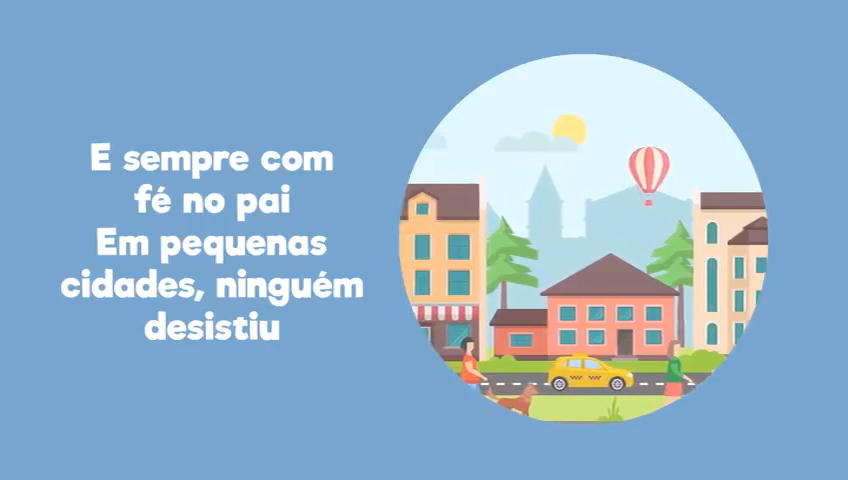 E sempre com
fé no pai
Em pequenas
cidades, ninguém
desistiu